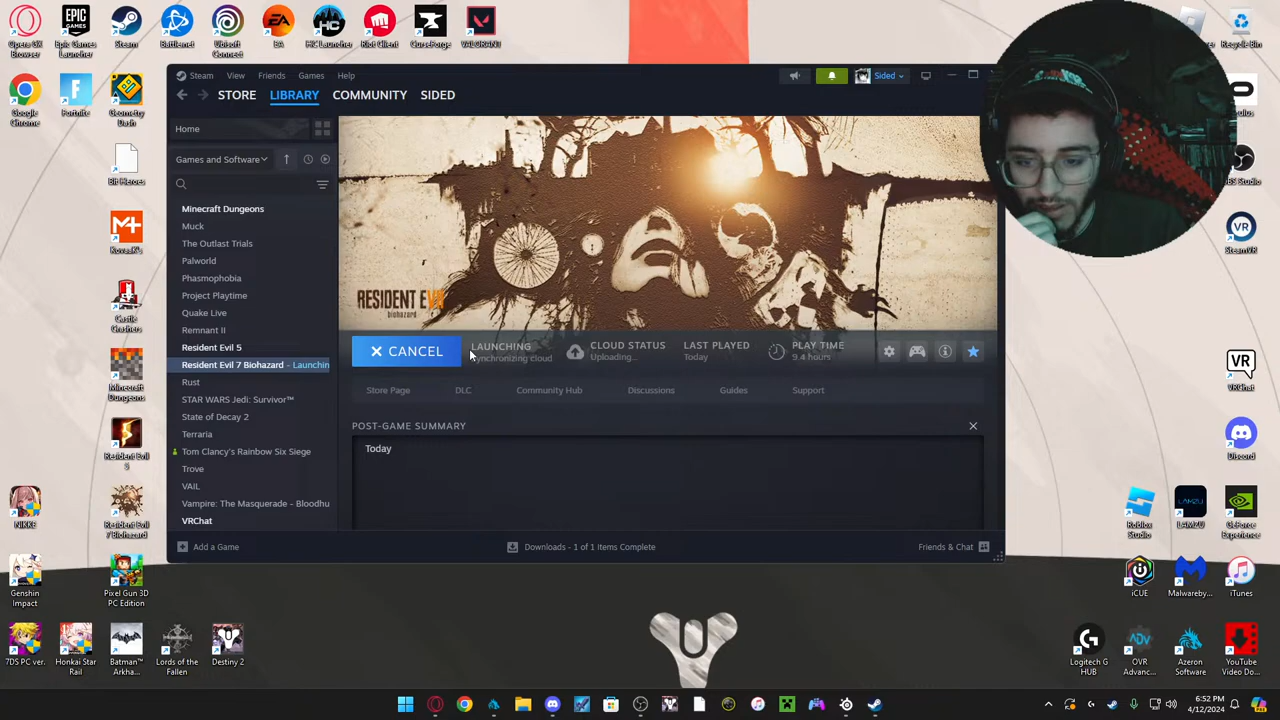 Opera GX
Browser
Epic Games
Launcher
Steam
Battlenet
Ubisoft
Connect
EA
HC Launcher
Riot Client
CurseForge
VALORANT
Recycle Bin
Google
Chrome
Fortnite
Geometry
Dash
Bit Heroes
KovaaK's
Castle
Crashers
Minecraft
Dungeons
Resident Evil
5
NIKKE
Resident Evil
7 Biohazard
Genshin
Impact
Pixel Gun 3D
PC Edition
7DS PC ver.
Honkai Star
Rail
Batman™
Arkha...
Lords of the
Fallen
Destiny 2
Steam
View
Friends
Games
Help
Sided
STORE
LIBRARY
COMMUNITY
SIDED
Home
Games and Software
Minecraft Dungeons
Muck
The Outlast Trials
Palworld
Phasmophobia
Project Playtime
Quake Live
Remnant II
Resident Evil 5
Resident Evil 7 Biohazard - Launchin
Rust
STAR WARS Jedi: Survivor™
State of Decay 2
Terraria
Tom Clancy's Rainbow Six Siege
Trove
VAIL
Vampire: The Masquerade - Bloodhu
VRChat
Add a Game
RESIDENT EVIL
biohazard
CANCEL
LAUNCHING
ynchronizing cloud
CLOUD STATUS
Uploading...
LAST PLAYED
Today
PLAY TIME
9.4 hours
Store Page
DLC
Community Hub
Discussions
Guides
Support
POST-GAME SUMMARY
Today
Downloads - 1 of 1 Items Complete
Friends & Chat
SteamVR
VR
VRChat
Discord
Roblox
Studio
LAMZU
LAMZU
GeForce
Experience
iCUE
Malwareby...
iTunes
Logitech G
HUB
ADV
OVR
Advanc...
Azeron
Software
YouTube
Video Do...
6:52 PM
4/12/2024